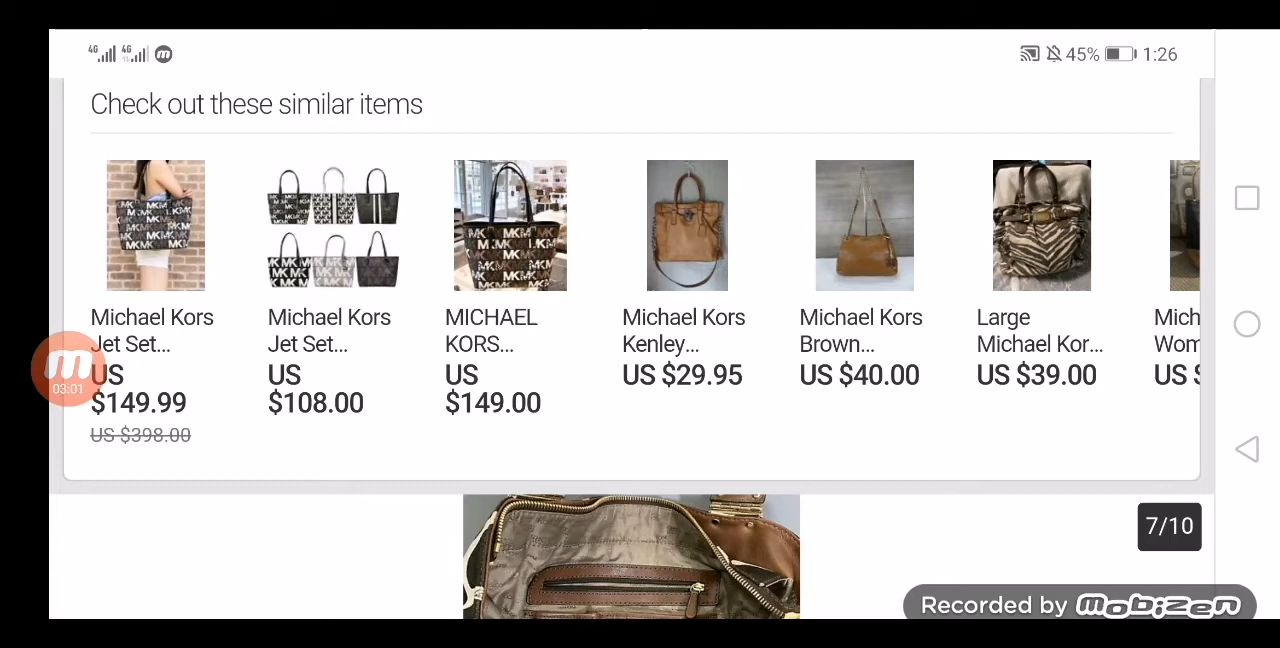 4G 4G m 45% 1:26
Check out these similar items
Michael Kors Jet Set...
US $149.99
US $398.00
Michael Kors Jet Set...
US $108.00
MICHAEL KORS...
US $149.00
Michael Kors Kenley...
US $29.95
Michael Kors Brown...
US $40.00
Large Michael Kor...
US $39.00
Mich
Wom
US $
03:01
7/10
Recorded by mobizen